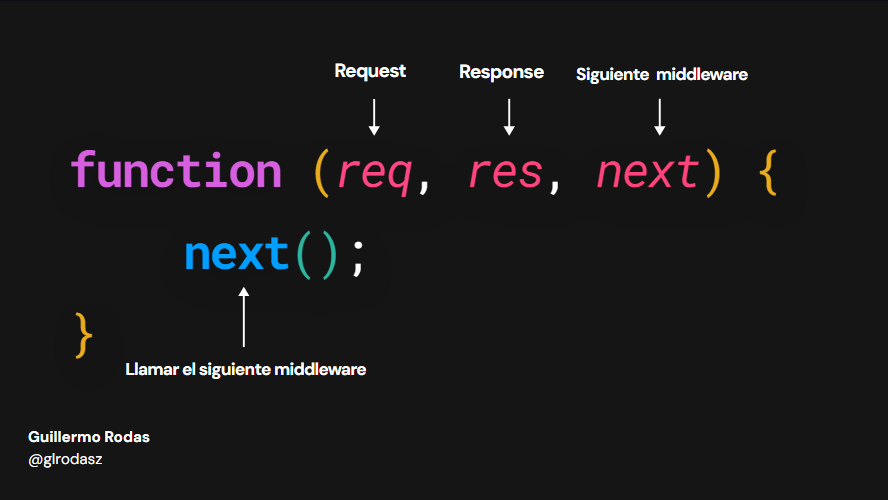 Request Response Siguiente middleware
function (req, res, next) {
next();
}
Llamar el siguiente middleware
Guillermo Rodas
@glrodasz